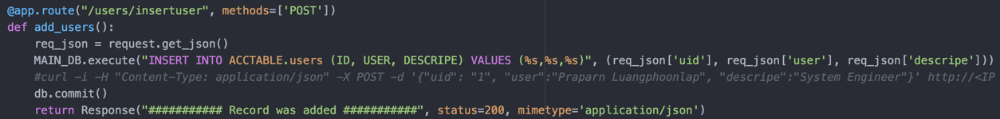 @app.route("/users/insertuser", methods=['POST'])
def add_users():
    req_json = request.get_json()
    MAIN_DB.execute("INSERT INTO ACCTABLE.users (ID, USER, DESCRIPE) VALUES (%s,%s,%s)", (req_json['uid'], req_json['user'], req_json['descripe']))
    #curl -i -H "Content-Type: application/json" -X POST -d '{"uid": "1", "user":"Praparn Luangphoonlap", "descripe":"System Engineer"}' http://<IP
    db.commit()
    return Response("########### Record was added ###########", status=200, mimetype='application/json')